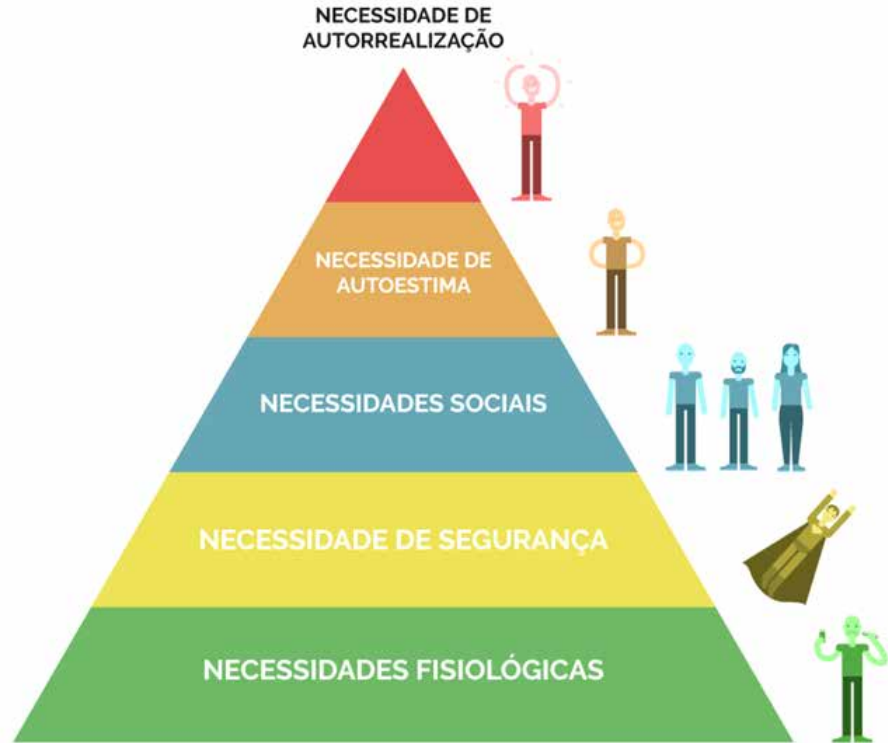 NECESSIDADE DE
AUTORREALIZAÇÃO
NECESSIDADE DE
AUTOESTIMA
NECESSIDADES SOCIAIS
NECESSIDADE DE SEGURANÇA
NECESSIDADES FISIOLÓGICAS